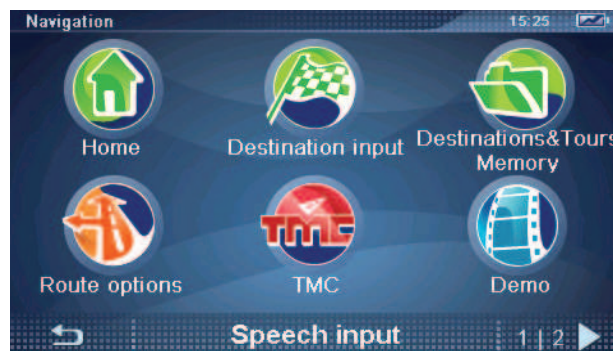 Navigation 15:25
Home
Destination input
Destinations&Tours
Memory
Route options
TMC
TMC
Demo
Speech input 1 | 2